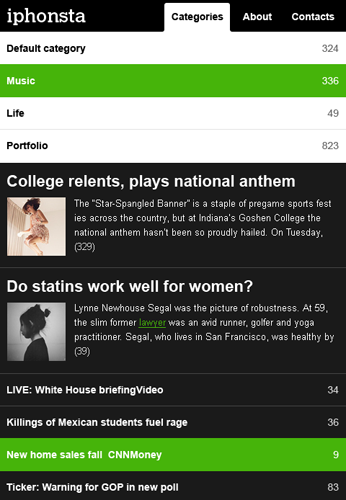 iphonsta
Categories About Contacts
Default category 324
Music 336
Life 49
Portfolio 823
College relents, plays national anthem
The "Star-Spangled Banner" is a staple of pregame sports fest
ies across the country, but at Indiana's Goshen College the
national anthem hasn't been so proudly hailed. On Tuesday,
(329)
Do statins work well for women?
Lynne Newhouse Segal was the picture of robustness. At 59,
the slim former lawyer was an avid runner, golfer and yoga
practitioner. Segal, who lives in San Francisco, was healthy by
(39)
LIVE: White House briefingVideo 34
Killings of Mexican students fuel rage 36
New home sales fall CNNMoney 9
Ticker: Warning for GOP in new poll 83